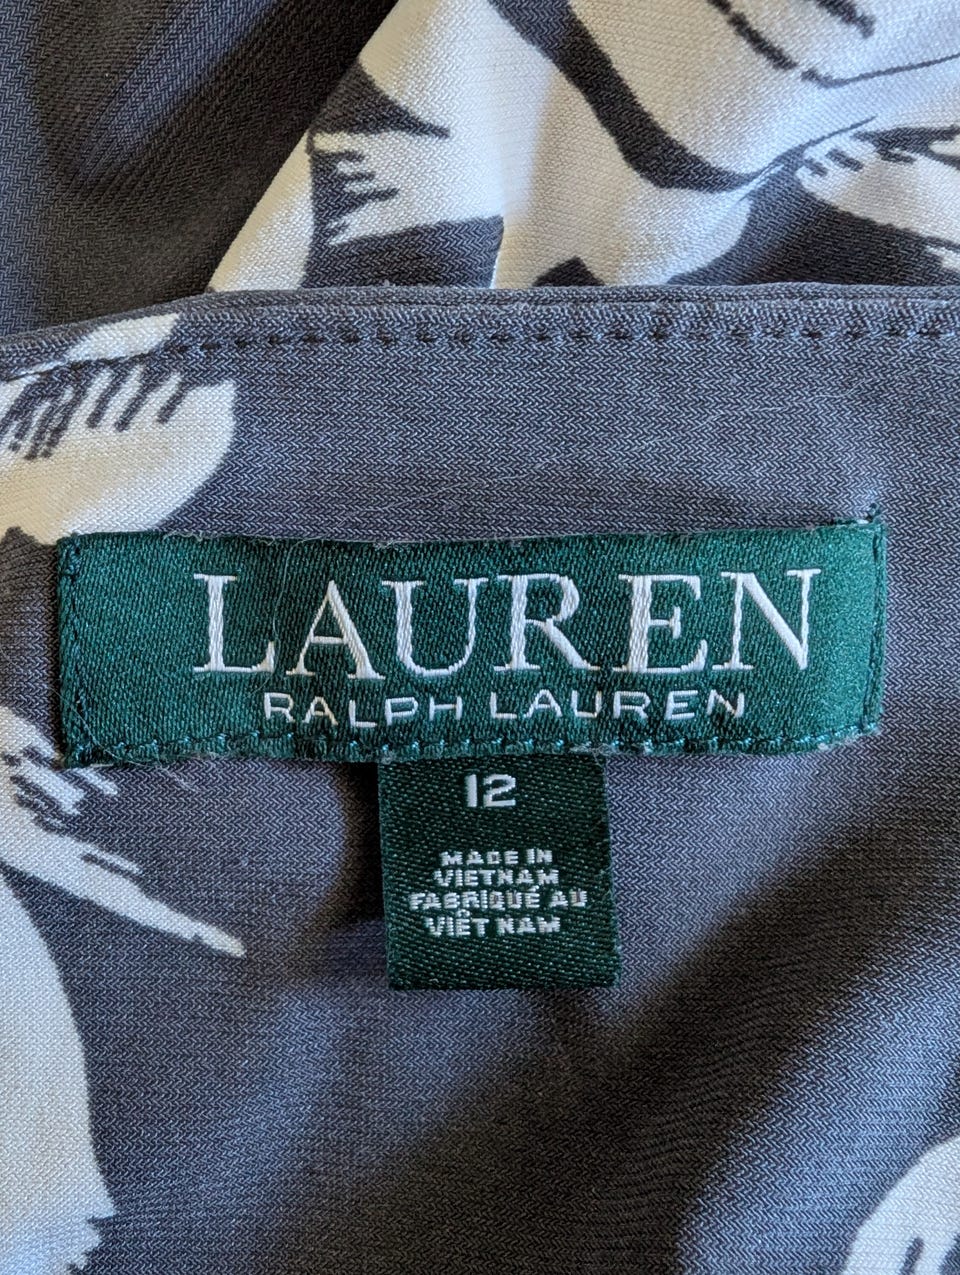 LAUREN
RALPH LAUREN
12
MADE IN
VIETNAM
FABRIQUÉ AU
VIÊT NAM